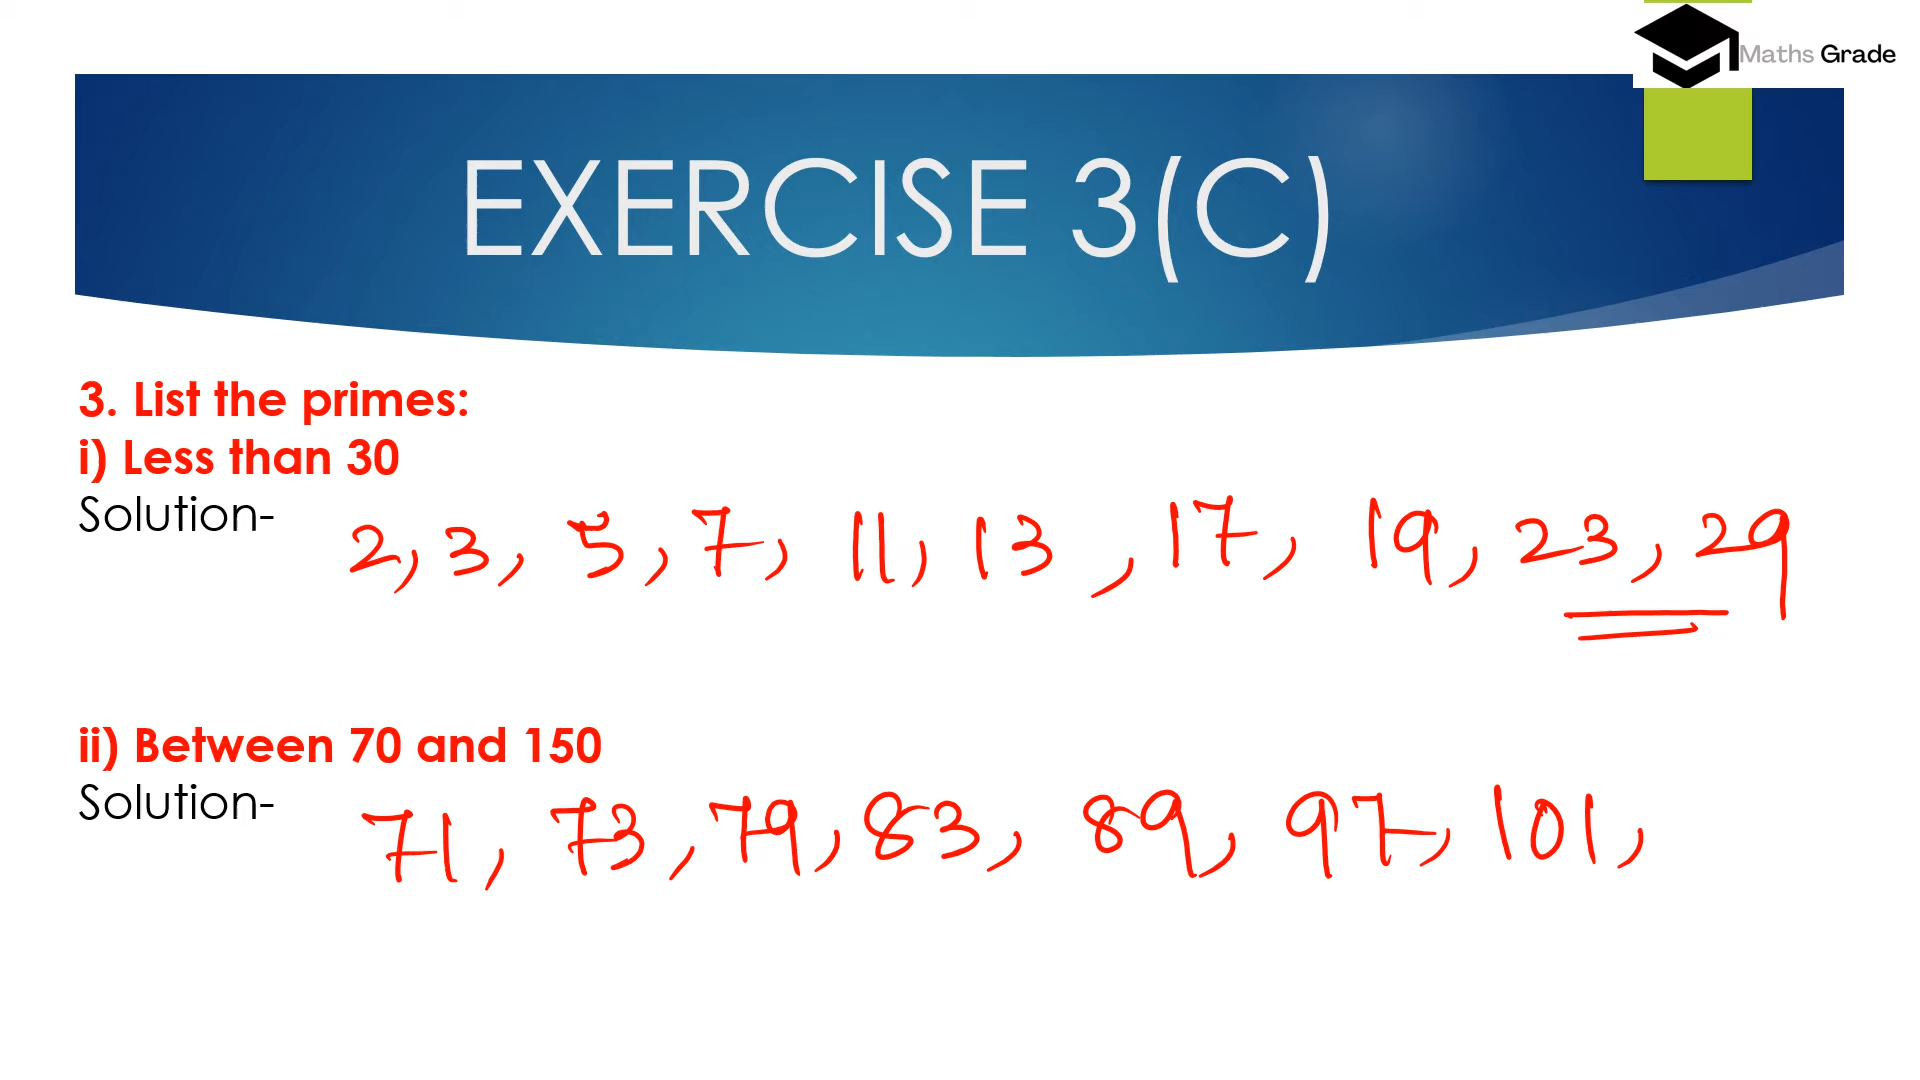 Maths Grade
EXERCISE 3(C)
3. List the primes:
i) Less than 30
Solution-
2, 3, 5, 7, 11, 13, 17, 19, 23, 29
ii) Between 70 and 150
Solution-
71, 73, 79, 83, 89, 97, 101,